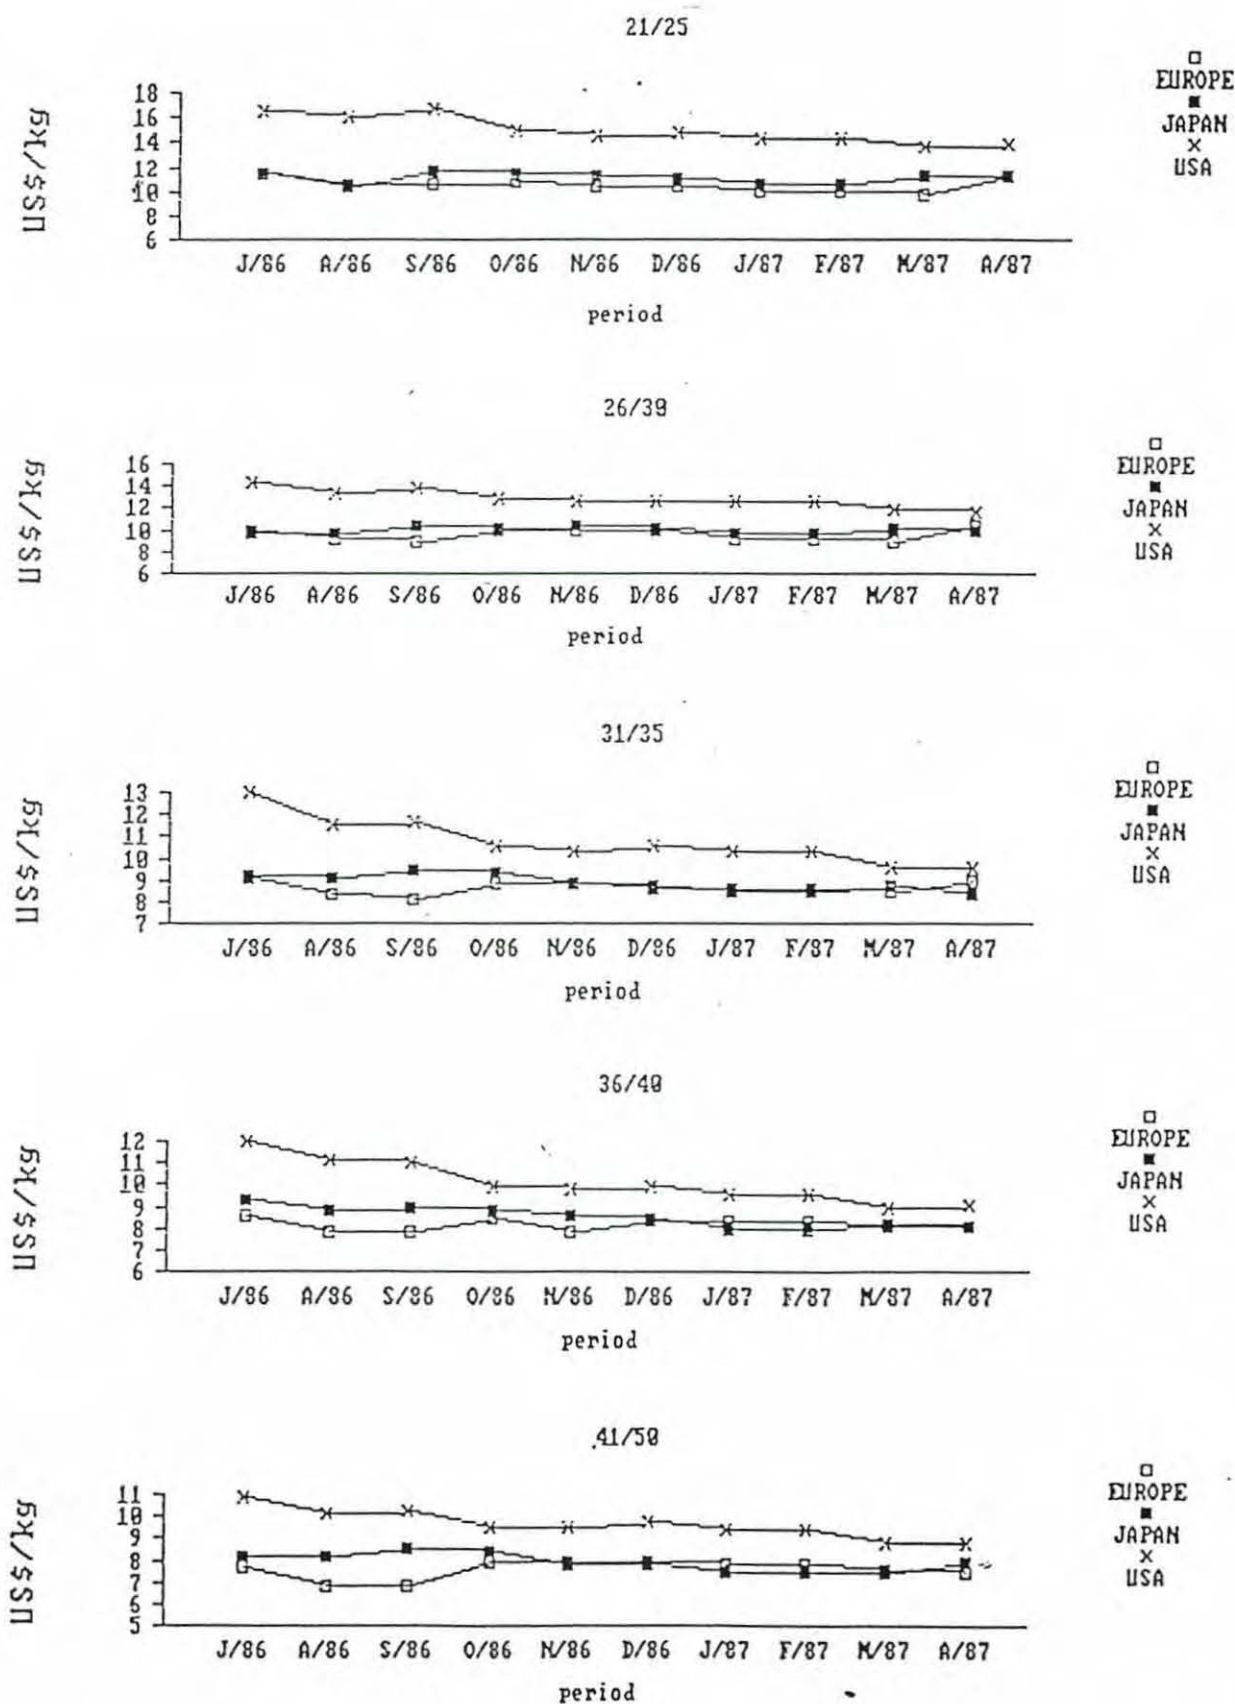 21/25
US$/kg
18
16
14
12
10
8
6
J/86 A/86 S/86 O/86 N/86 D/86 J/87 F/87 M/87 A/87
period
EUROPE
JAPAN
USA
26/30
US$/kg
16
14
12
10
8
6
J/86 A/86 S/86 O/86 N/86 D/86 J/87 F/87 M/87 A/87
period
EUROPE
JAPAN
USA
31/35
US$/kg
13
12
11
10
9
8
7
J/86 A/86 S/86 O/86 N/86 D/86 J/87 F/87 M/87 A/87
period
EUROPE
JAPAN
USA
36/40
US$/kg
12
11
10
9
8
7
6
J/86 A/86 S/86 O/86 N/86 D/86 J/87 F/87 M/87 A/87
period
EUROPE
JAPAN
USA
41/50
US$/kg
11
10
9
8
7
6
5
J/86 A/86 S/86 O/86 N/86 D/86 J/87 F/87 M/87 A/87
period
EUROPE
JAPAN
USA